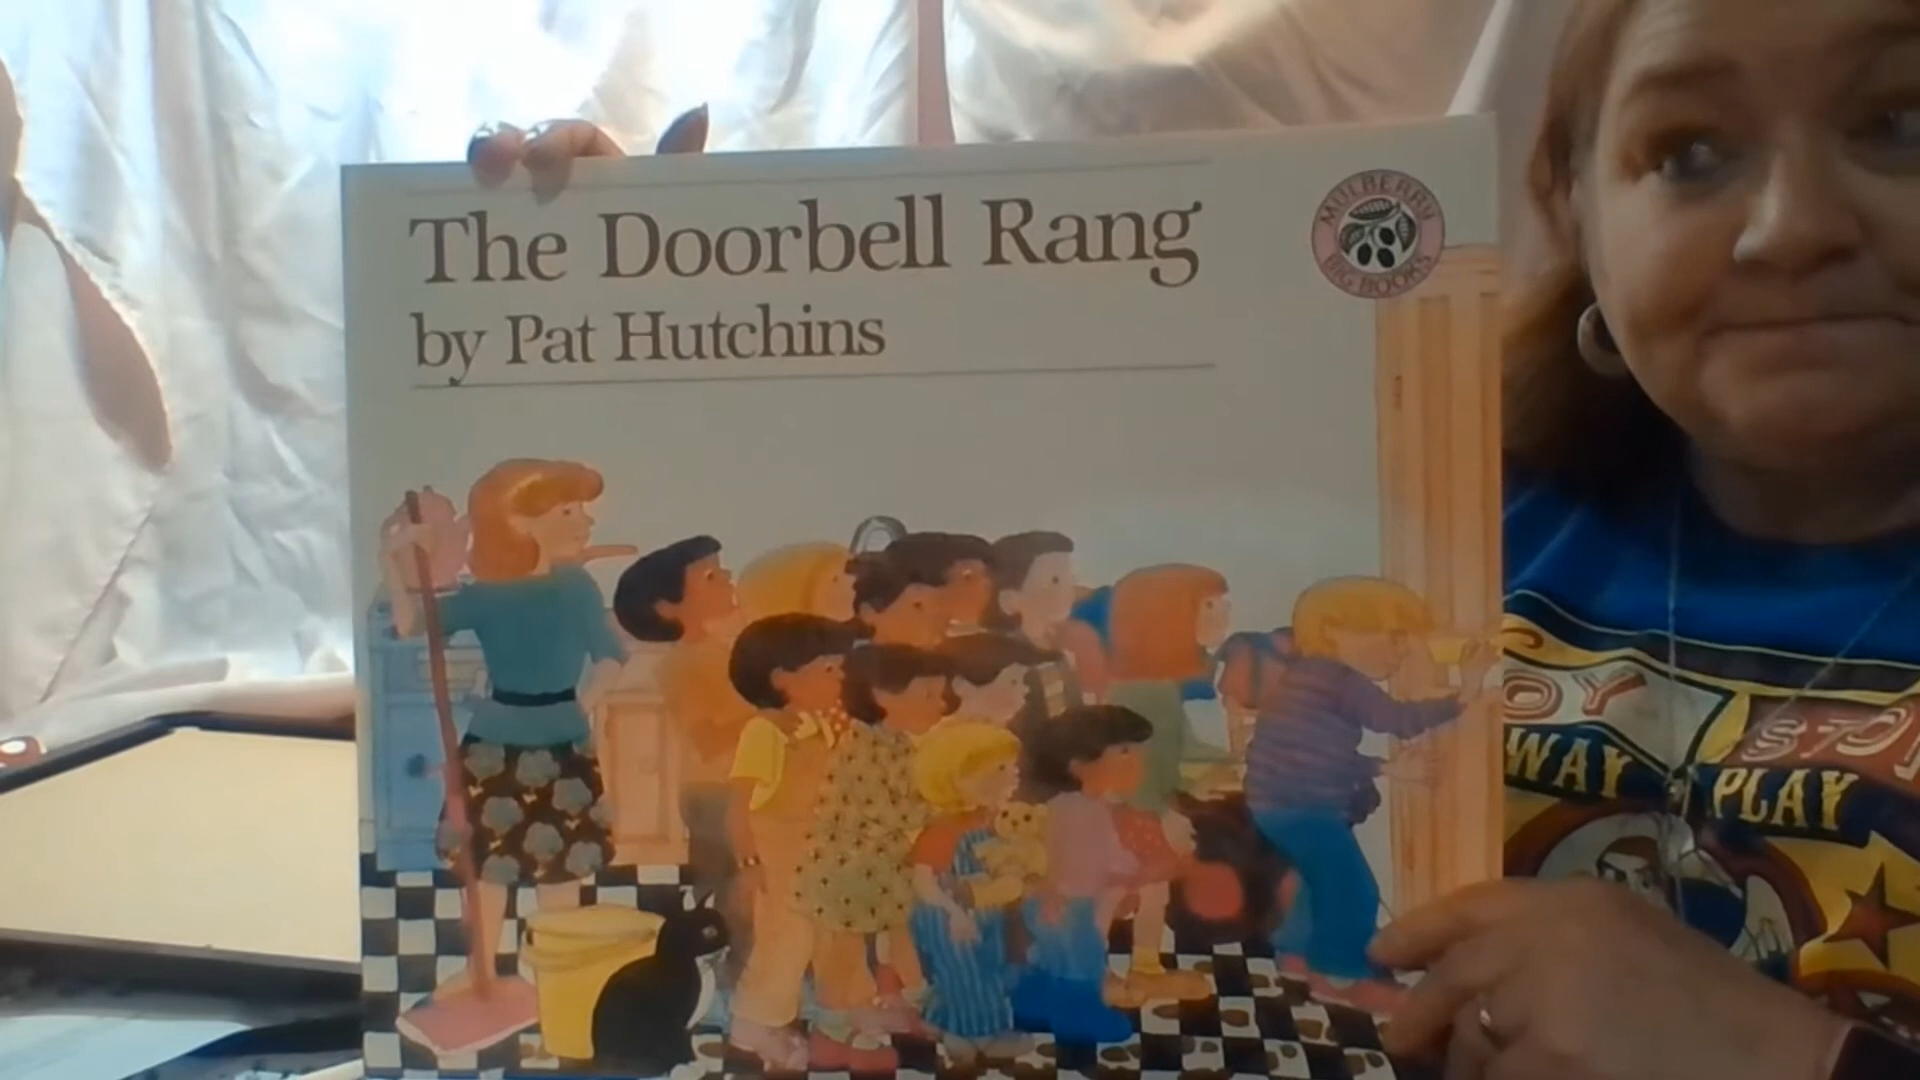 The Doorbell Rang
by Pat Hutchins
MULBERRY
BIG BOOKS
WAY
PLAY